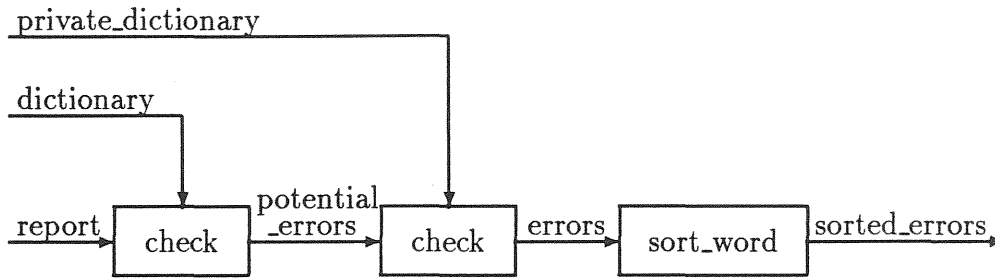 private_dictionary
dictionary
report
check
potential
_errors
check
errors
sort_word
sorted_errors